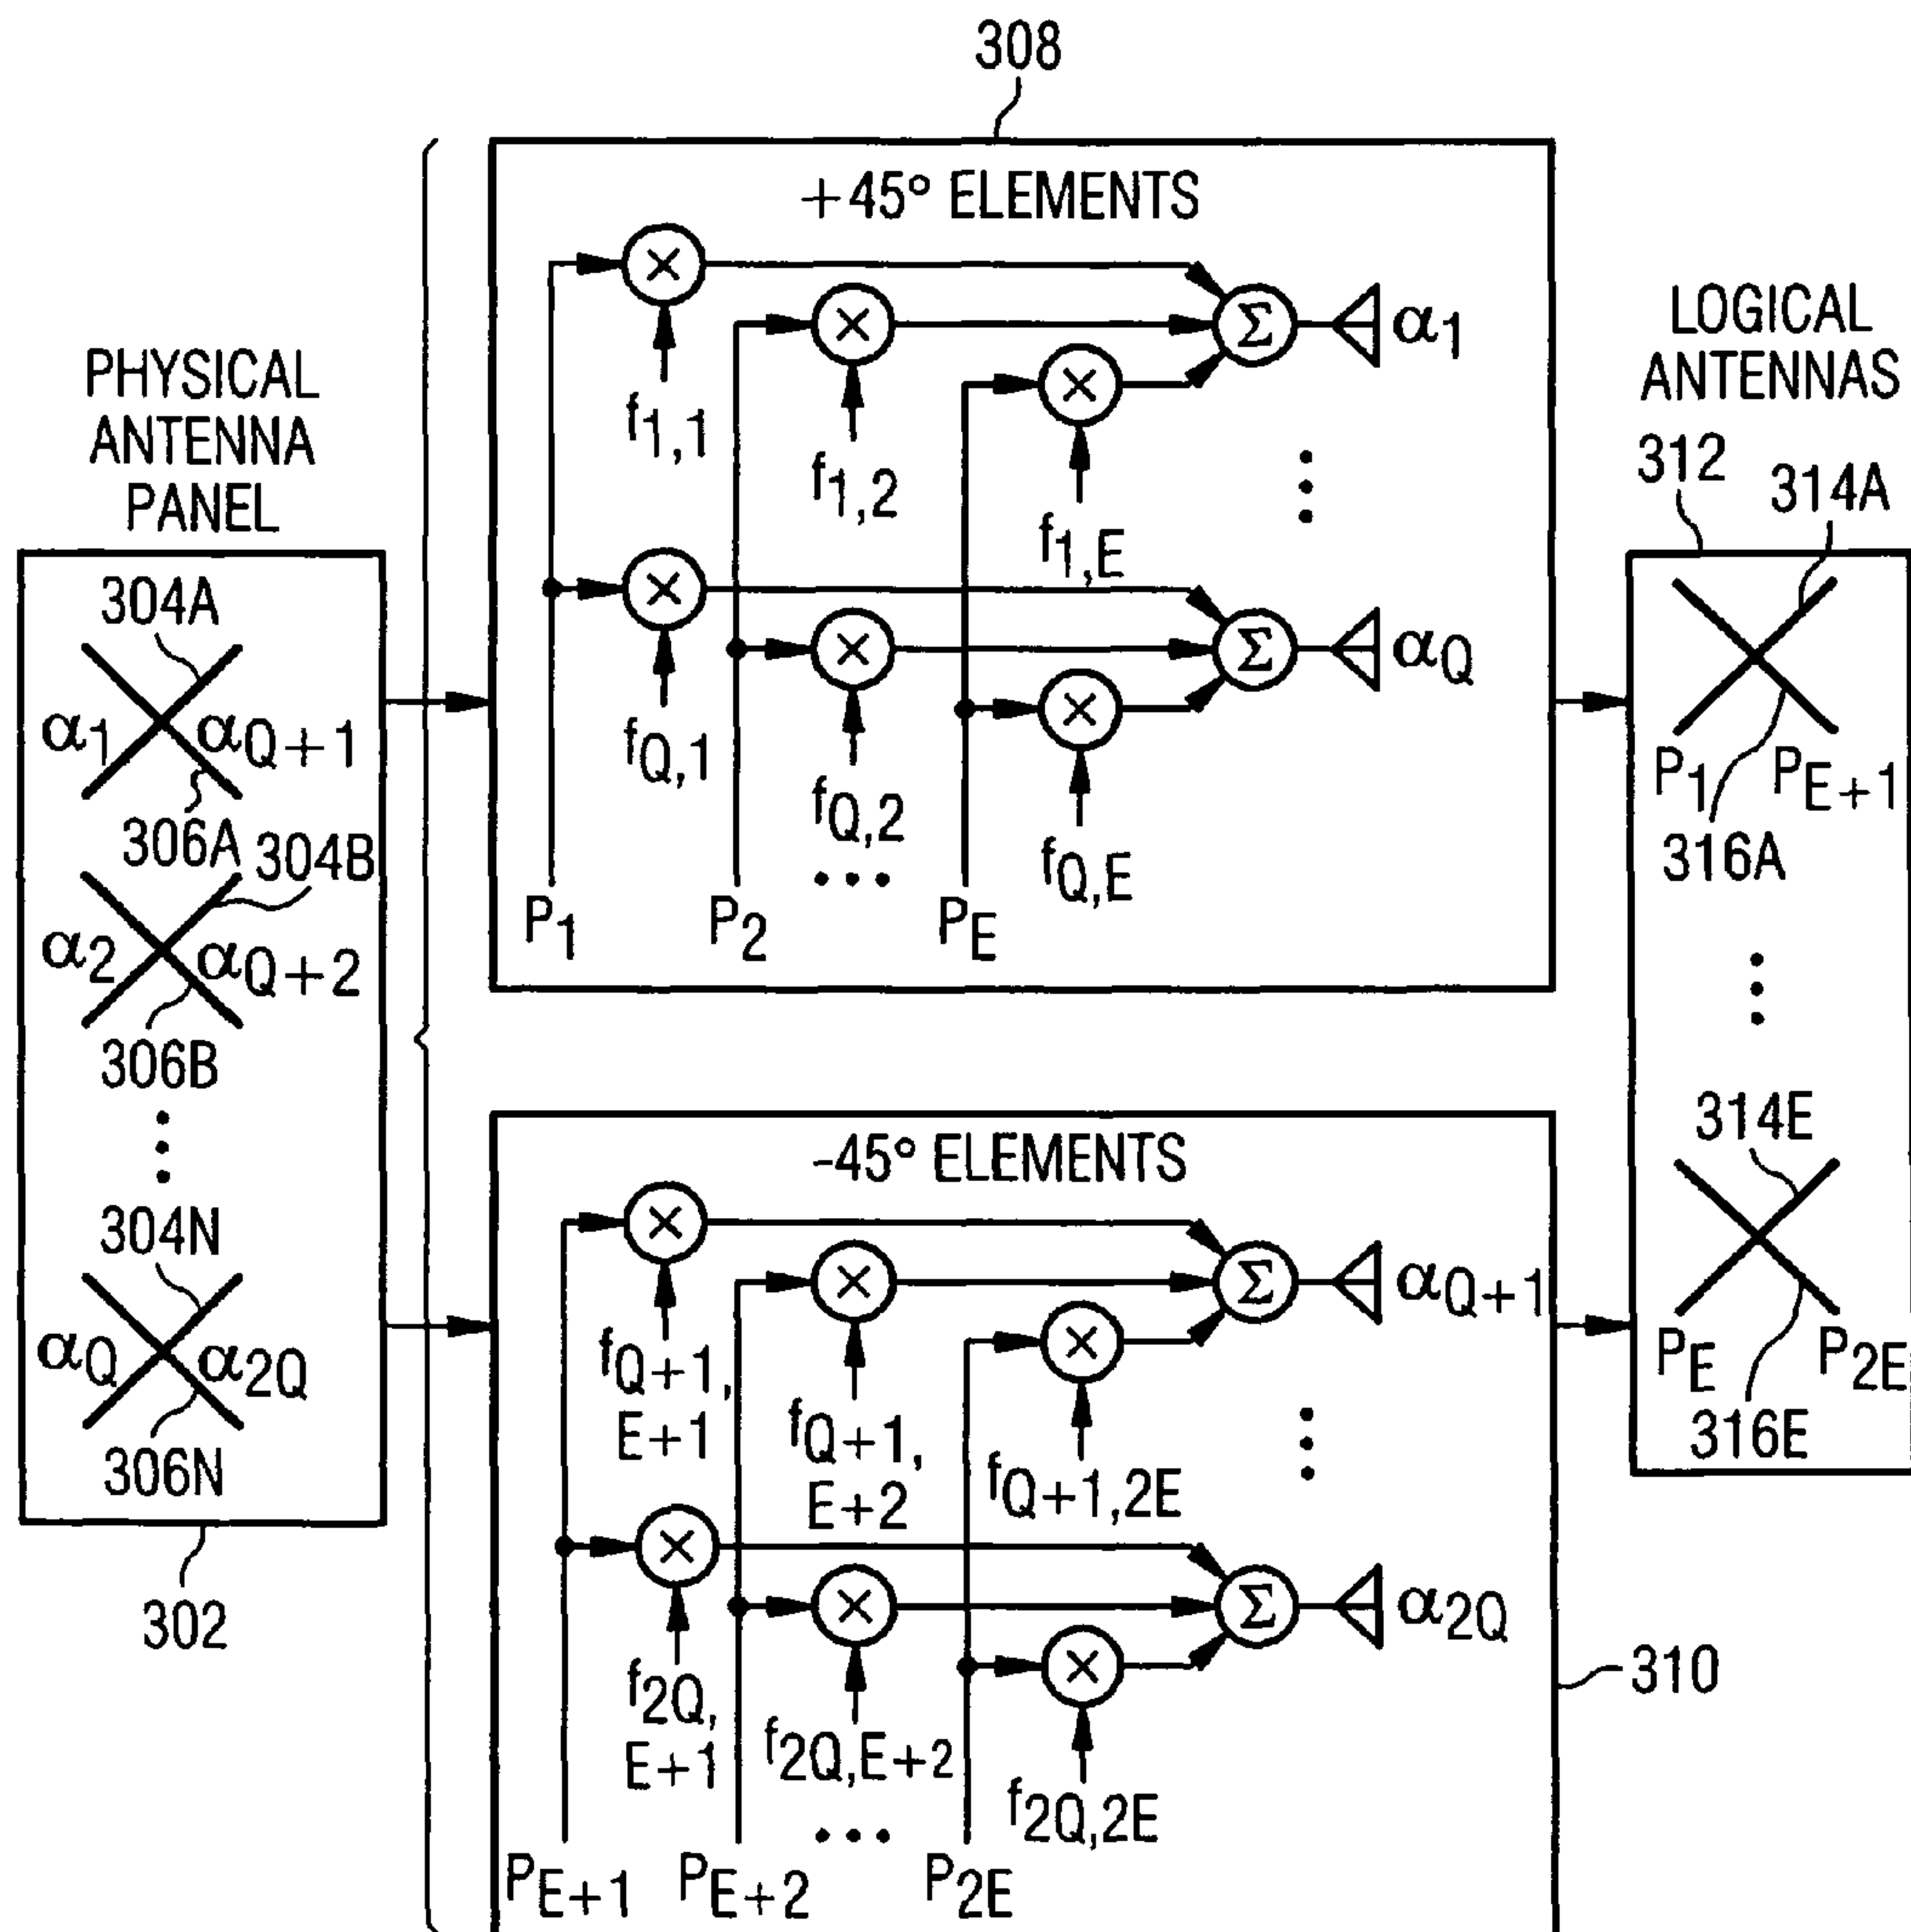 308
PHYSICAL
ANTENNA
PANEL
304A
α1 αQ+1
306A 304B
α2 αQ+2
306B
304N
αQ α2Q
306N
302
+45° ELEMENTS
× × ×
Σ α1
f1,1
f1,2
f1,E
× × ×
Σ αQ
fQ,1
fQ,2
fQ,E
P1 P2 ... PE
-45° ELEMENTS
× × ×
Σ αQ+1
fQ+1,
E+1
fQ+1,
E+2
fQ+1,2E
× × ×
Σ α2Q
f2Q,
E+1
f2Q,E+2
f2Q,2E
PE+1 PE+2 ... P2E
310
LOGICAL
ANTENNAS
312 314A
P1 PE+1
316A
314E
PE P2E
316E